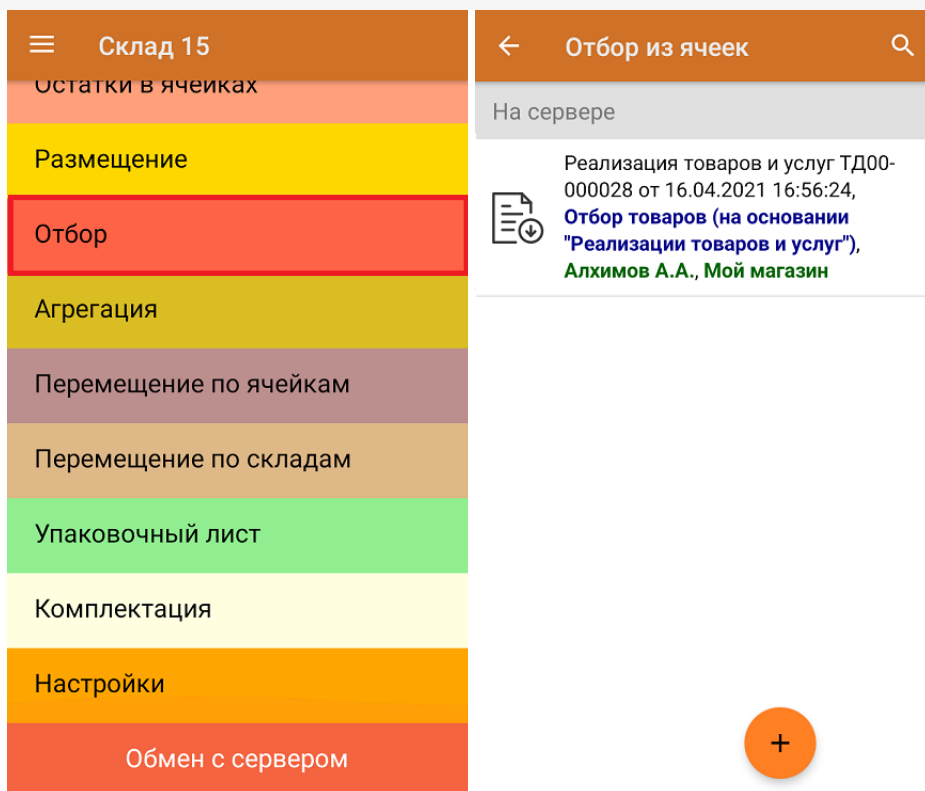 Склад 15
Остатки в ячейках
Размещение
Отбор
Агрегация
Перемещение по ячейкам
Перемещение по складам
Упаковочный лист
Комплектация
Настройки
Обмен с сервером
Отбор из ячеек
На сервере
Реализация товаров и услуг ТД00-
000028 от 16.04.2021 16:56:24,
Отбор товаров (на основании
"Реализации товаров и услуг"),
Алхимов А.А., Мой магазин
+